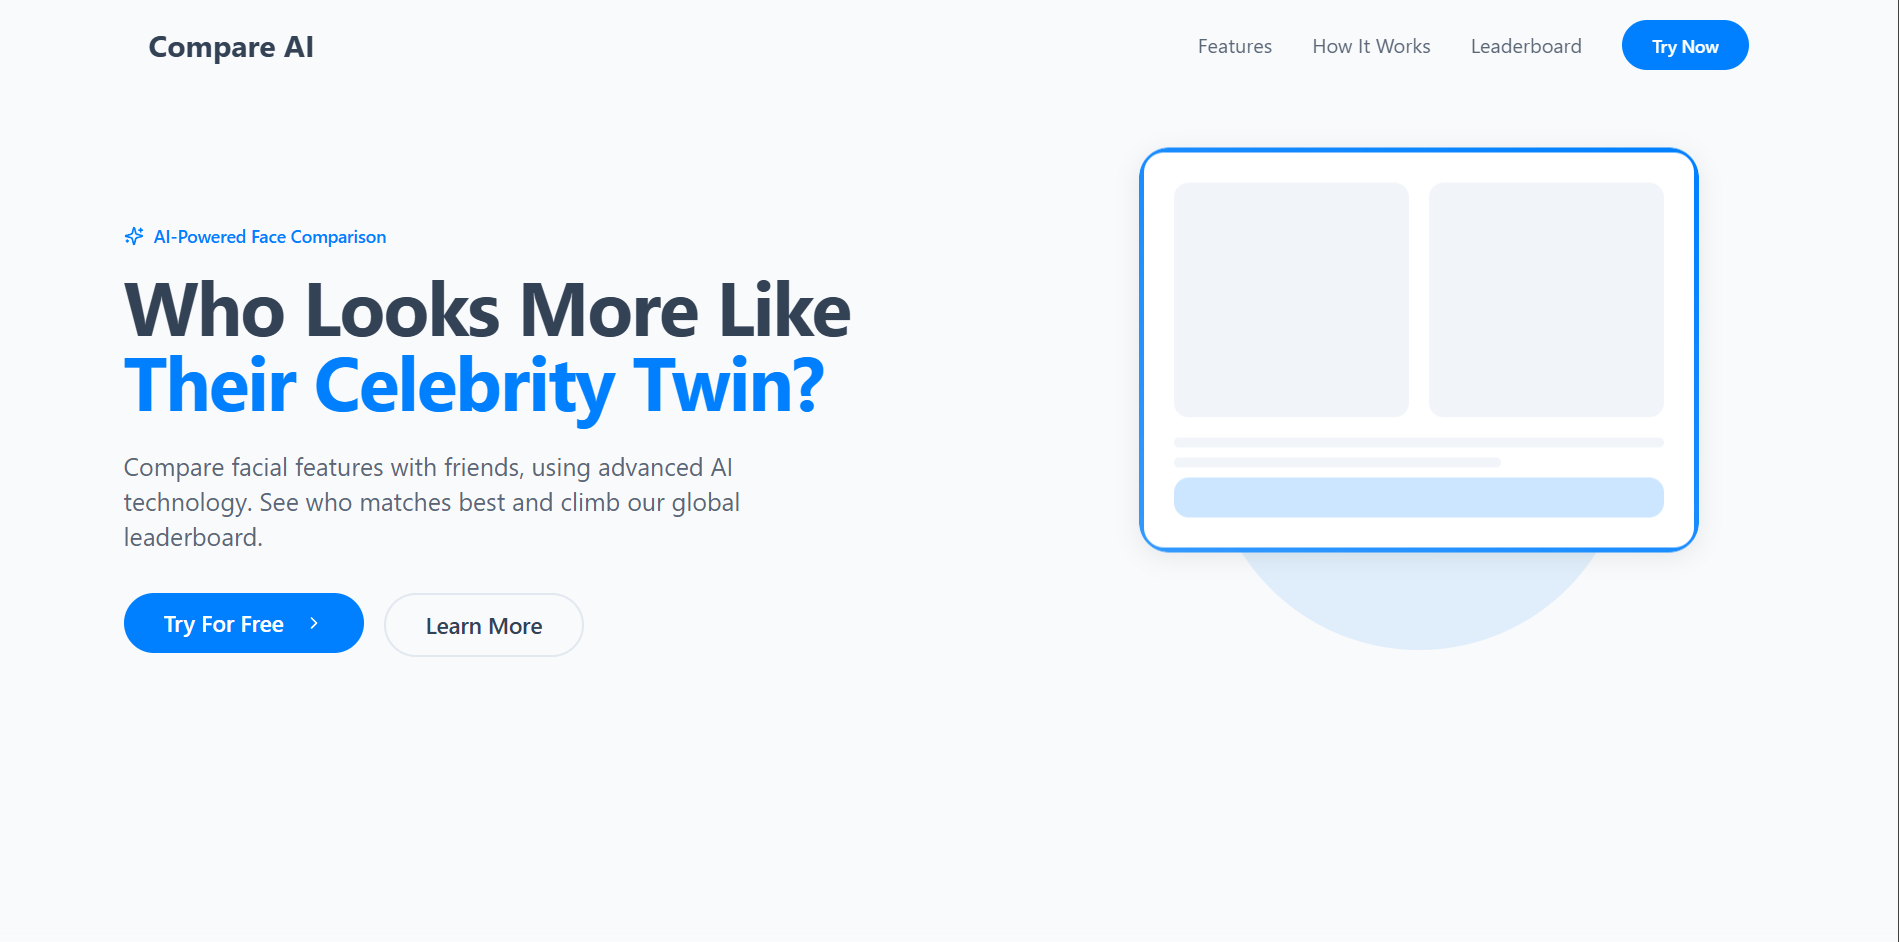 Compare AI
Features
How It Works
Leaderboard
Try Now
AI-Powered Face Comparison
Who Looks More Like
Their Celebrity Twin?
Compare facial features with friends, using advanced AI
technology. See who matches best and climb our global
leaderboard.
Try For Free
Learn More